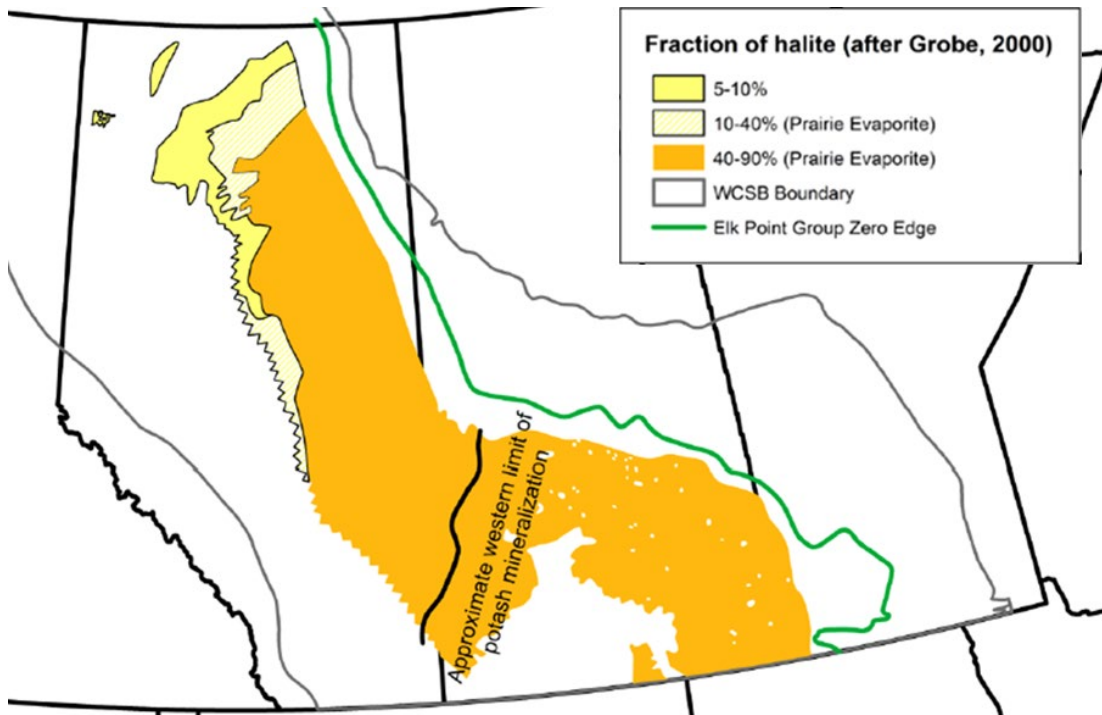 Fraction of halite (after Grobe, 2000)
5-10%
10-40% (Prairie Evaporite)
40-90% (Prairie Evaporite)
WCSB Boundary
Elk Point Group Zero Edge
Approximate western limit of
potash mineralization